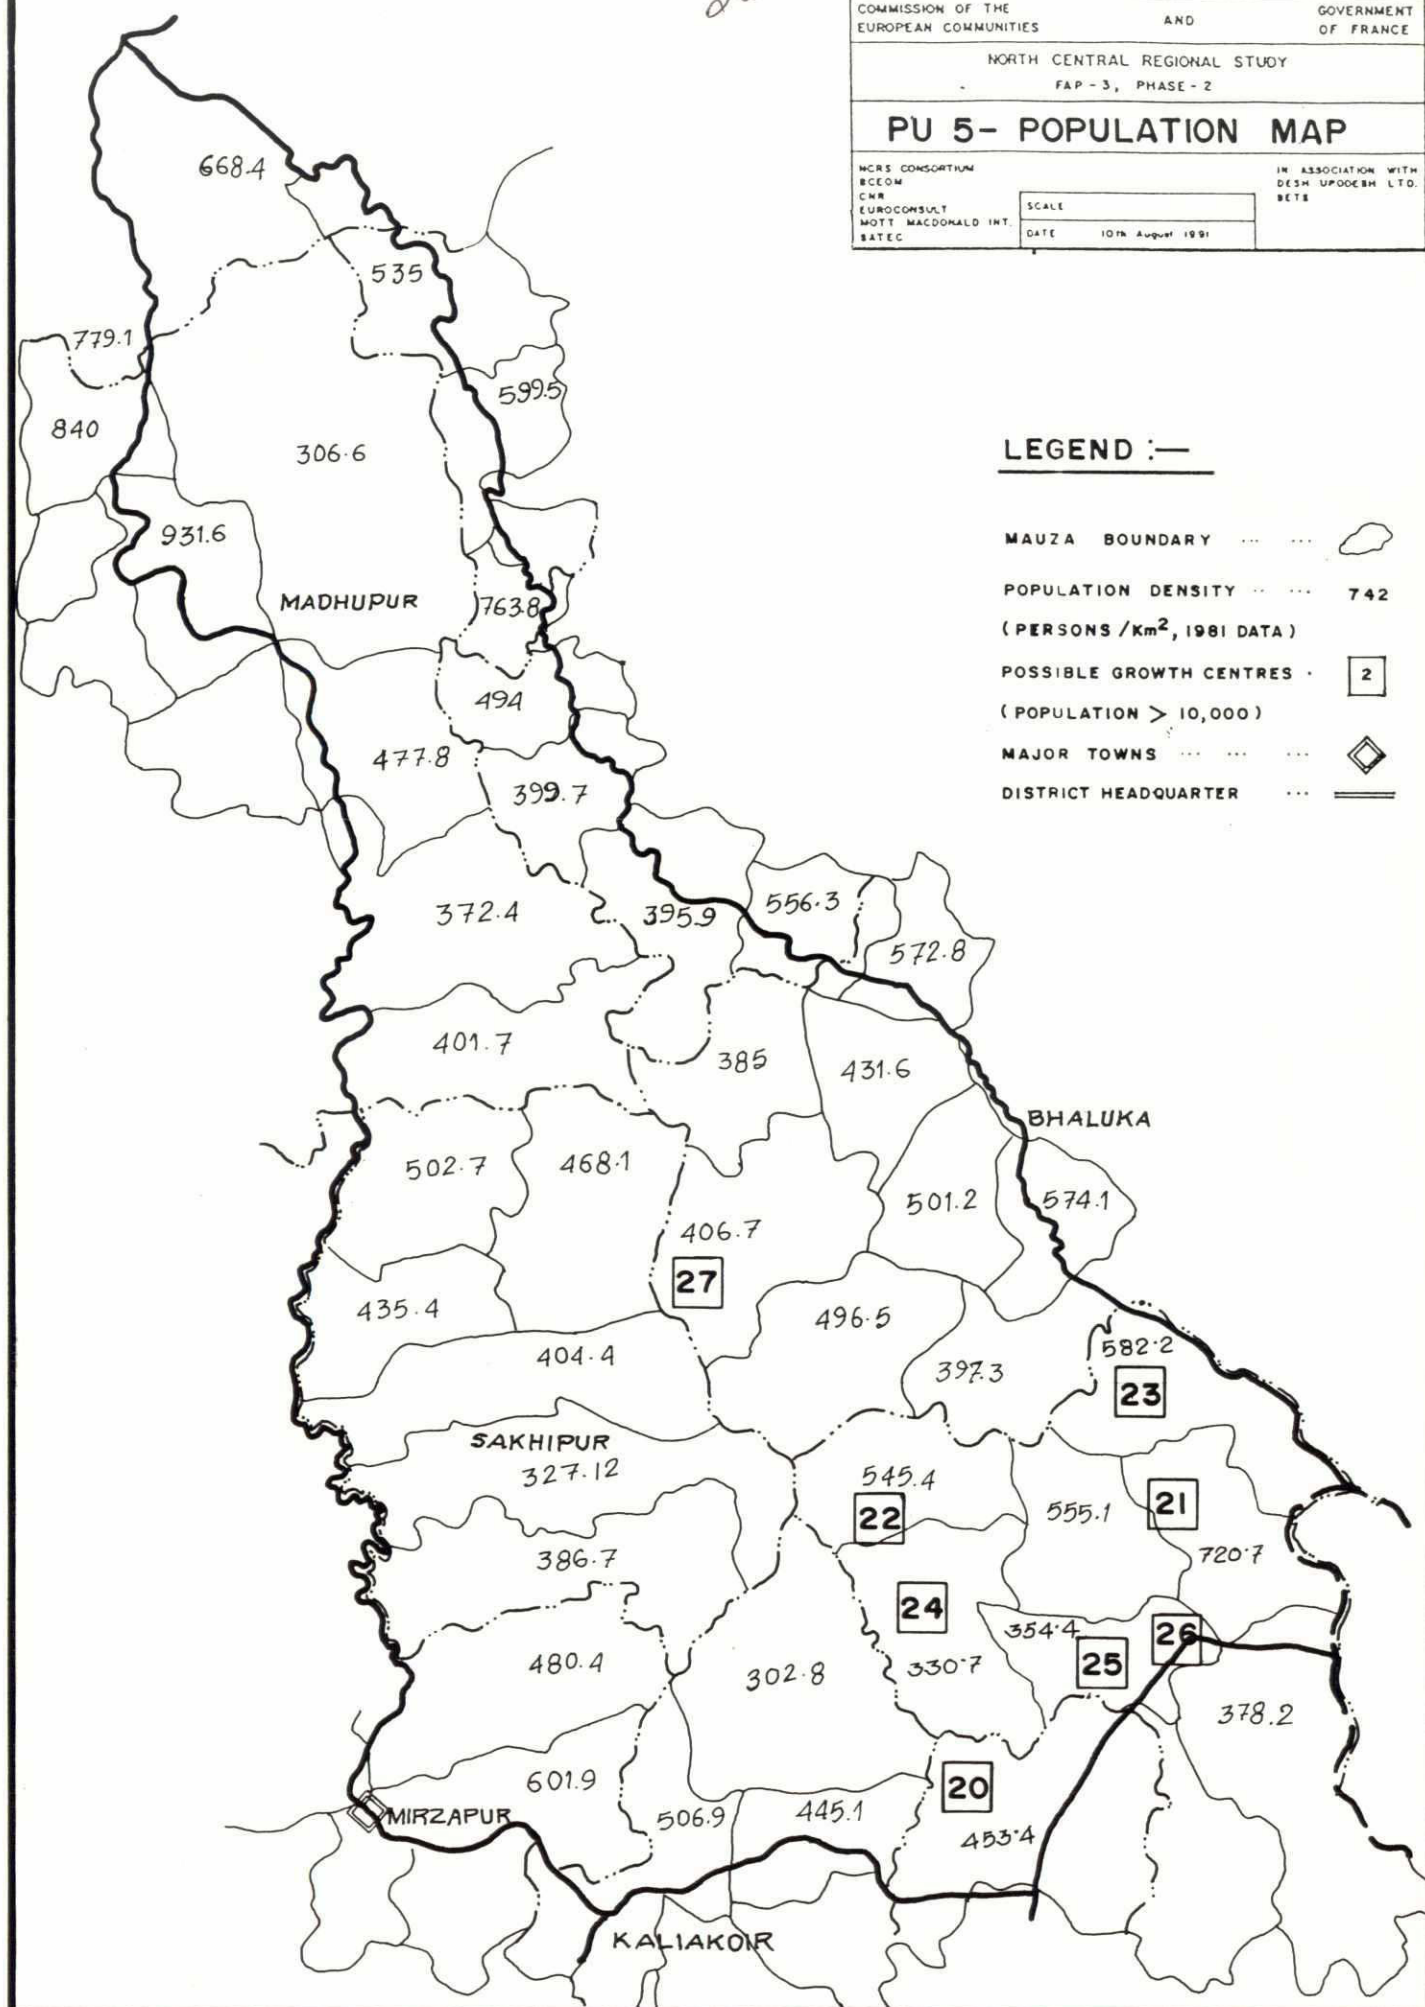 COMMISSION OF THE EUROPEAN COMMUNITIES
AND
GOVERNMENT OF FRANCE
NORTH CENTRAL REGIONAL STUDY
FAP - 3, PHASE - 2
PU 5- POPULATION MAP
NCRS CONSORTIUM
BCEOM
CNR
EUROCONSULT
MOTT MACDONALD INT.
SATEC
SCALE
DATE 10th August 1991
IN ASSOCIATION WITH
DESH UPODESH LTD.
BETS
668.4
535
779.1
599.5
840
306.6
LEGEND :—
931.6
MAUZA BOUNDARY ... ...
MADHUPUR
763.8
POPULATION DENSITY .. ... 742
(PERSONS /Km², 1981 DATA)
POSSIBLE GROWTH CENTRES . 2
494
(POPULATION > 10,000)
477.8
MAJOR TOWNS ... ... ...
399.7
DISTRICT HEADQUARTER ...
372.4
395.9
556.3
572.8
401.7
385
431.6
BHALUKA
502.7
468.1
501.2
574.1
406.7
27
435.4
496.5
404.4
397.3
582.2
23
SAKHIPUR
327.12
545.4
22
555.1
21
386.7
720.7
24
354.4
26
480.4
302.8
330.7
25
378.2
601.9
20
MIRZAPUR
506.9
445.1
453.4
KALIAKOIR